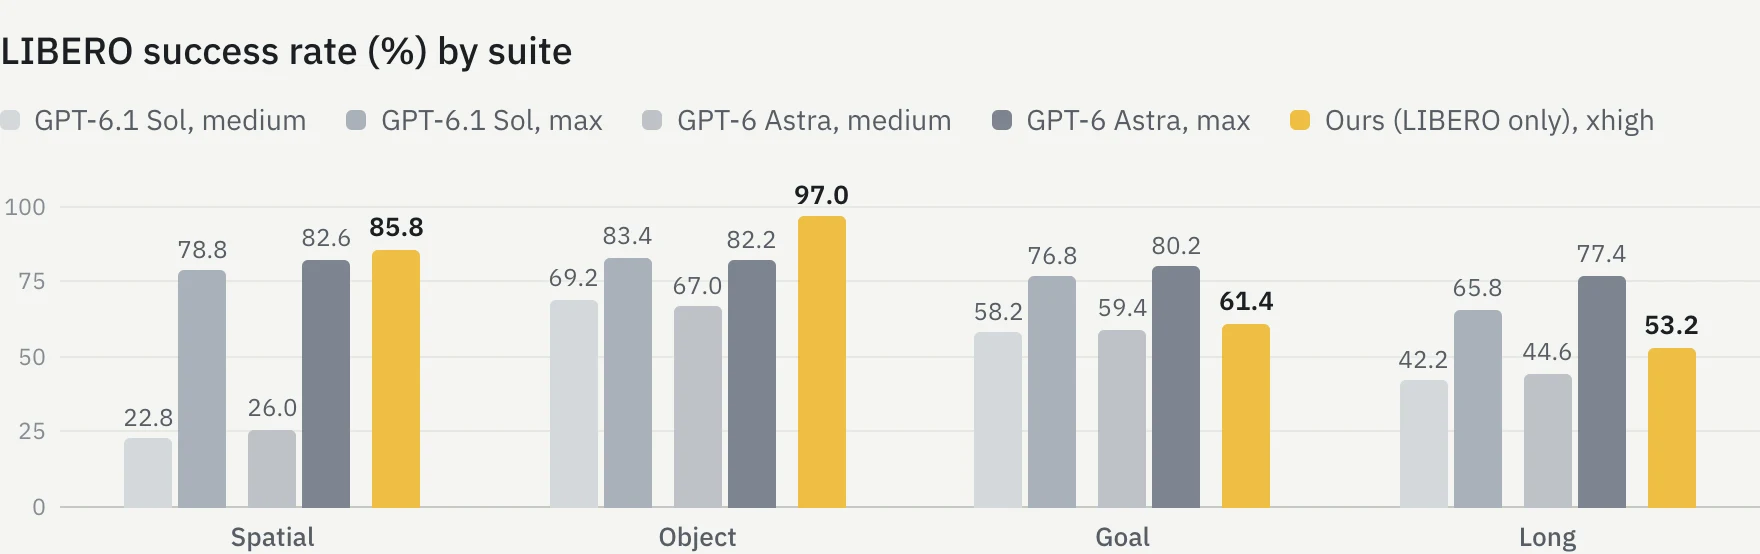 LIBERO success rate (%) by suite
GPT-6.1 Sol, medium GPT-6.1 Sol, max GPT-6 Astra, medium GPT-6 Astra, max Ours (LIBERO only), xhigh
100
75
50
25
0
22.8 78.8 26.0 82.6 85.8
69.2 83.4 67.0 82.2 97.0
58.2 76.8 59.4 80.2 61.4
42.2 65.8 44.6 77.4 53.2
Spatial Object Goal Long